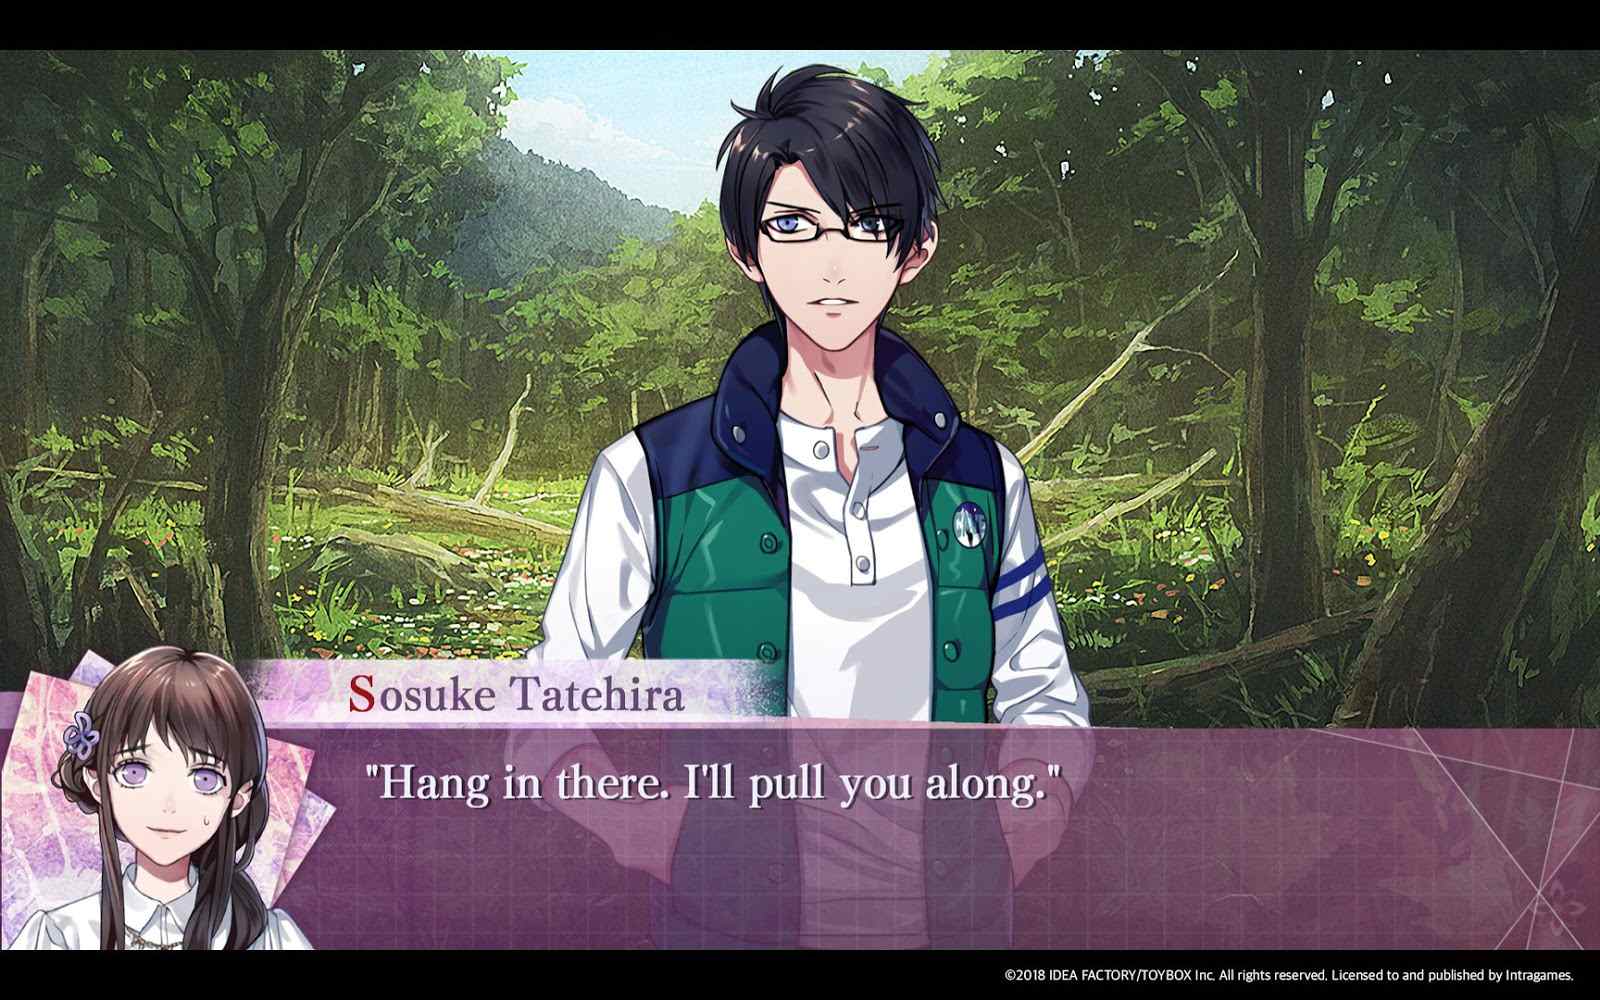 Sosuke Tatehira
"Hang in there. I'll pull you along."
©2018 IDEA FACTORY/TOYBOX Inc. All rights reserved. Licensed to and published by Intragames.